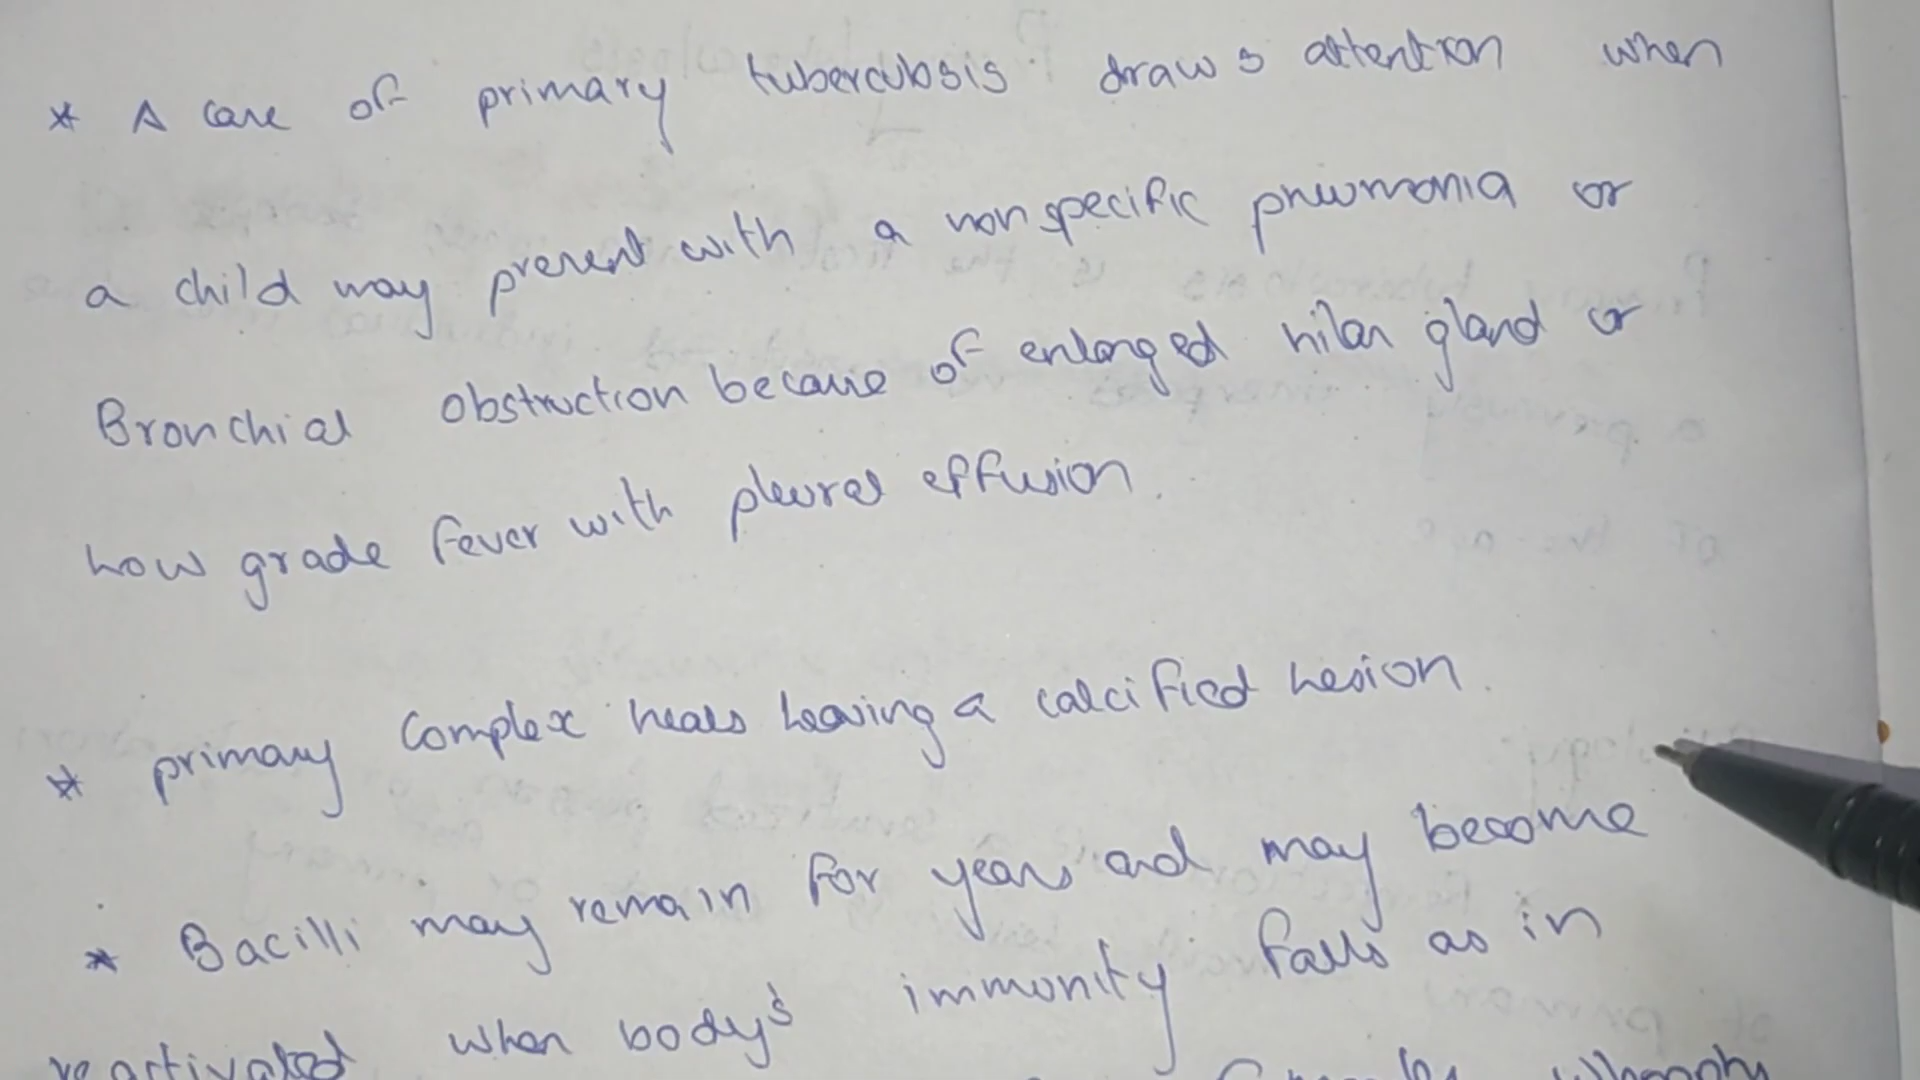 * A case of primary tuberculosis draws attention when
a child may present with a nonspecific pneumonia or
Bronchial obstruction because of enlarged hilar gland or
Low grade fever with pleural effusion.
* primary Complex heals Leaving a calcified Lesion.
* Bacilli may remain for years and may become
reactivated when body's immunity falls as in